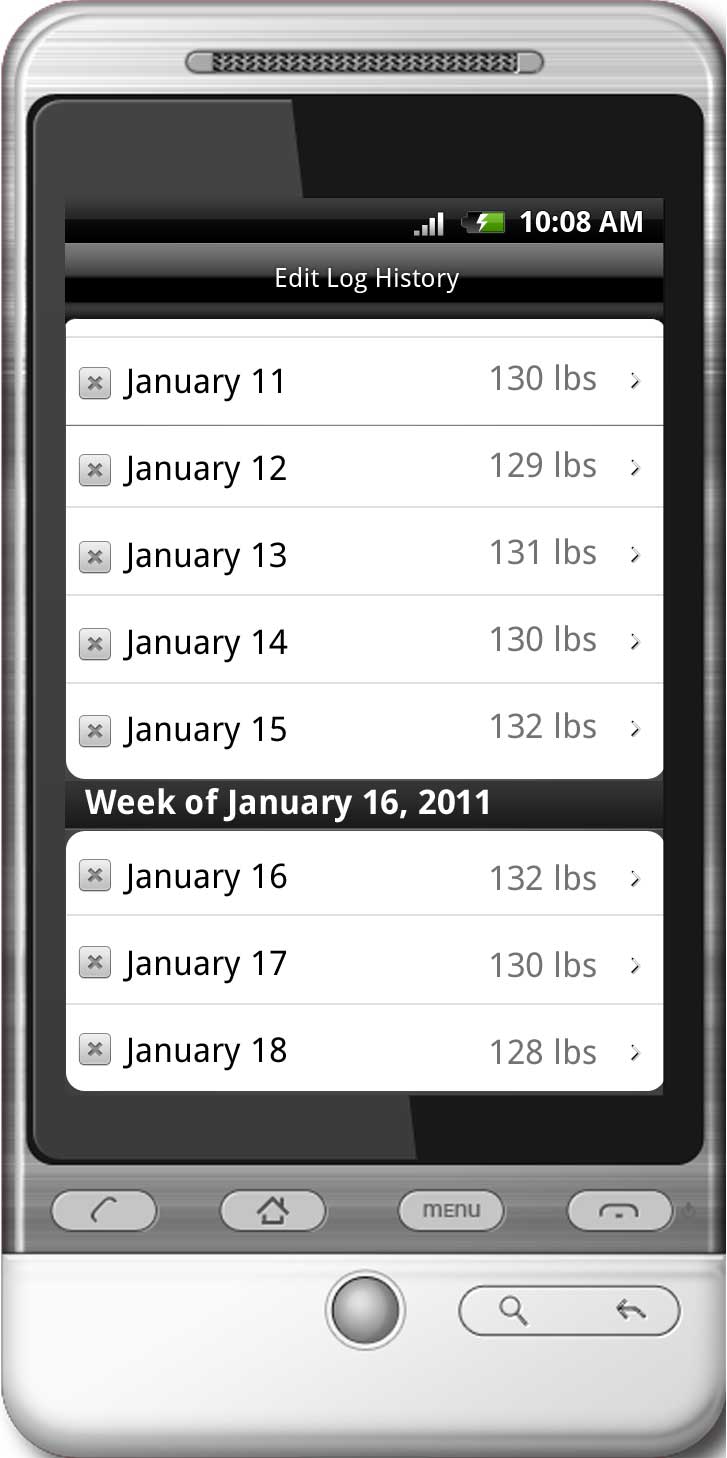 10:08 AM
Edit Log History
January 11 130 lbs
January 12 129 lbs
January 13 131 lbs
January 14 130 lbs
January 15 132 lbs
Week of January 16, 2011
January 16 132 lbs
January 17 130 lbs
January 18 128 lbs
MENU